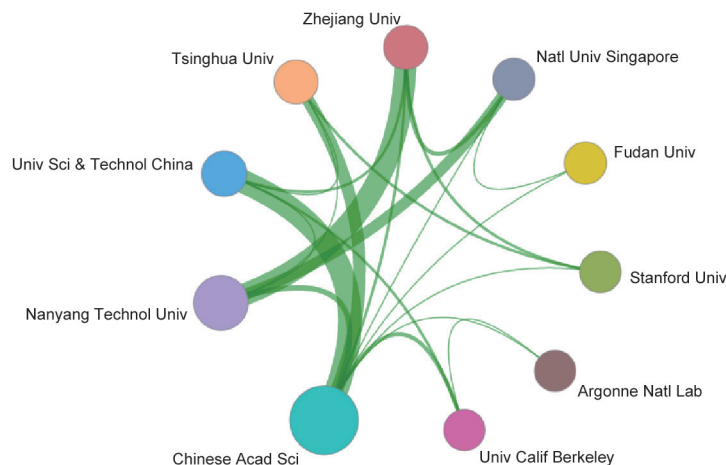 Zhejiang Univ
Tsinghua Univ
Natl Univ Singapore
Univ Sci & Technol China
Fudan Univ
Stanford Univ
Nanyang Technol Univ
Argonne Natl Lab
Chinese Acad Sci
Univ Calif Berkeley